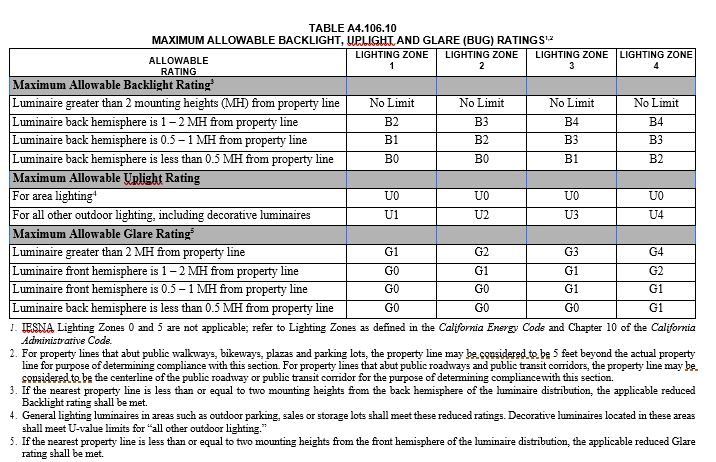 TABLE A4.106.10
MAXIMUM ALLOWABLE BACKLIGHT, UPLIGHT AND GLARE (BUG) RATINGS1,2
ALLOWABLE RATING LIGHTING ZONE 1 LIGHTING ZONE 2 LIGHTING ZONE 3 LIGHTING ZONE 4
Maximum Allowable Backlight Rating3
Luminaire greater than 2 mounting heights (MH) from property line No Limit No Limit No Limit No Limit
Luminaire back hemisphere is 1 – 2 MH from property line B2 B3 B4 B4
Luminaire back hemisphere is 0.5 – 1 MH from property line B1 B2 B3 B3
Luminaire back hemisphere is less than 0.5 MH from property line B0 B0 B1 B2
Maximum Allowable Uplight Rating
For area lighting4 U0 U0 U0 U0
For all other outdoor lighting, including decorative luminaires U1 U2 U3 U4
Maximum Allowable Glare Rating5
Luminaire greater than 2 MH from property line G1 G2 G3 G4
Luminaire front hemisphere is 1 – 2 MH from property line G0 G1 G1 G2
Luminaire front hemisphere is 0.5 – 1 MH from property line G0 G0 G1 G1
Luminaire back hemisphere is less than 0.5 MH from property line G0 G0 G0 G1
1. IESNA Lighting Zones 0 and 5 are not applicable; refer to Lighting Zones as defined in the California Energy Code and Chapter 10 of the California
Administrative Code.
2. For property lines that abut public walkways, bikeways, plazas and parking lots, the property line may be considered to be 5 feet beyond the actual property
line for purpose of determining compliance with this section. For property lines that abut public roadways and public transit corridors, the property line may be
considered to be the centerline of the public roadway or public transit corridor for the purpose of determining compliance with this section.
3. If the nearest property line is less than or equal to two mounting heights from the back hemisphere of the luminaire distribution, the applicable reduced
Backlight rating shall be met.
4. General lighting luminaires in areas such as outdoor parking, sales or storage lots shall meet these reduced ratings. Decorative luminaires located in these areas
shall meet U-value limits for “all other outdoor lighting.”
5. If the nearest property line is less than or equal to two mounting heights from the front hemisphere of the luminaire distribution, the applicable reduced Glare
rating shall be met.